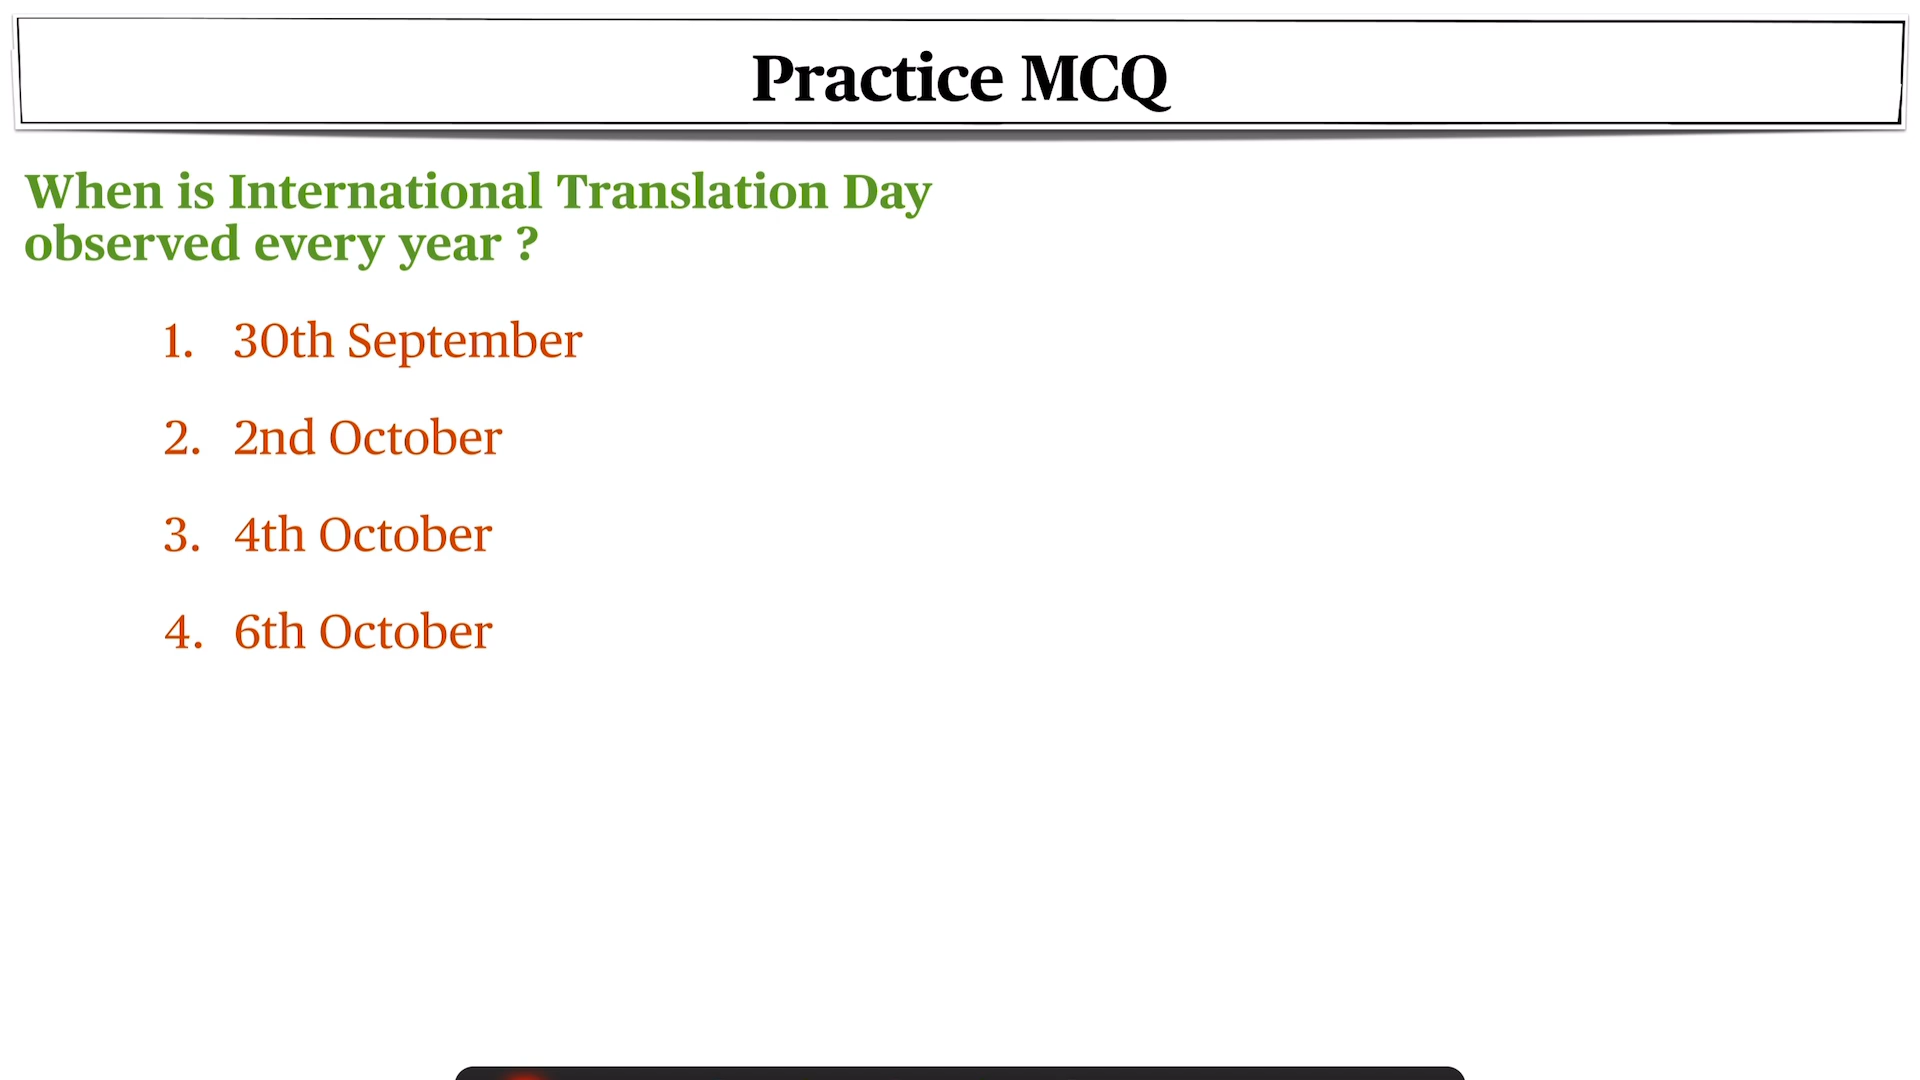 Practice MCQ
When is International Translation Day
observed every year ?
1. 30th September
2. 2nd October
3. 4th October
4. 6th October